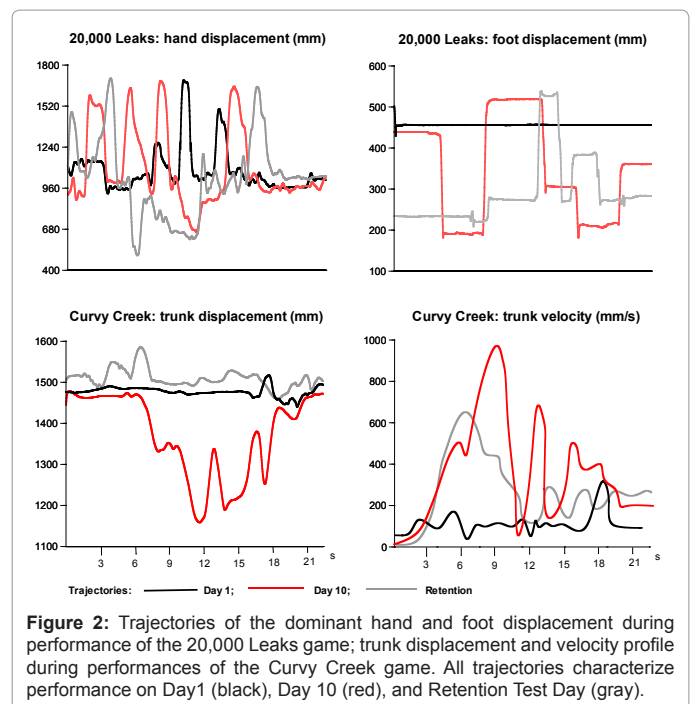 20,000 Leaks: hand displacement (mm)
1800
1520
1240
960
680
400
20,000 Leaks: foot displacement (mm)
600
500
400
300
200
100
Curvy Creek: trunk displacement (mm)
1600
1500
1400
1300
1200
1100
3 6 9 12 15 18 21 s
Curvy Creek: trunk velocity (mm/s)
1000
800
600
400
200
0
3 6 9 12 15 18 21 s
Trajectories: Day 1; Day 10; Retention
Figure 2: Trajectories of the dominant hand and foot displacement during
performance of the 20,000 Leaks game; trunk displacement and velocity profile
during performances of the Curvy Creek game. All trajectories characterize
performance on Day1 (black), Day 10 (red), and Retention Test Day (gray).